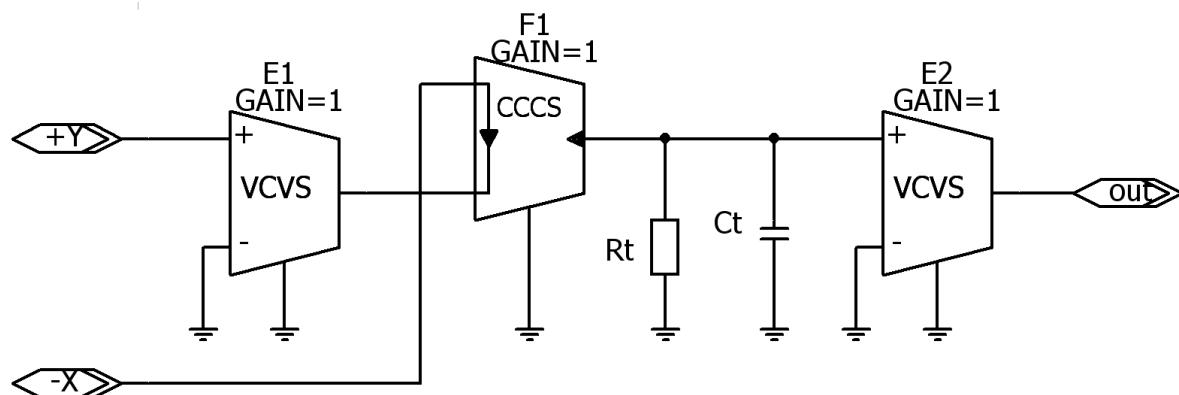 F1
GAIN=1
E1
GAIN=1
E2
GAIN=1
CCCS
+Y
+
+
VCVS
VCVS
out
-
Rt
Ct
-
-X